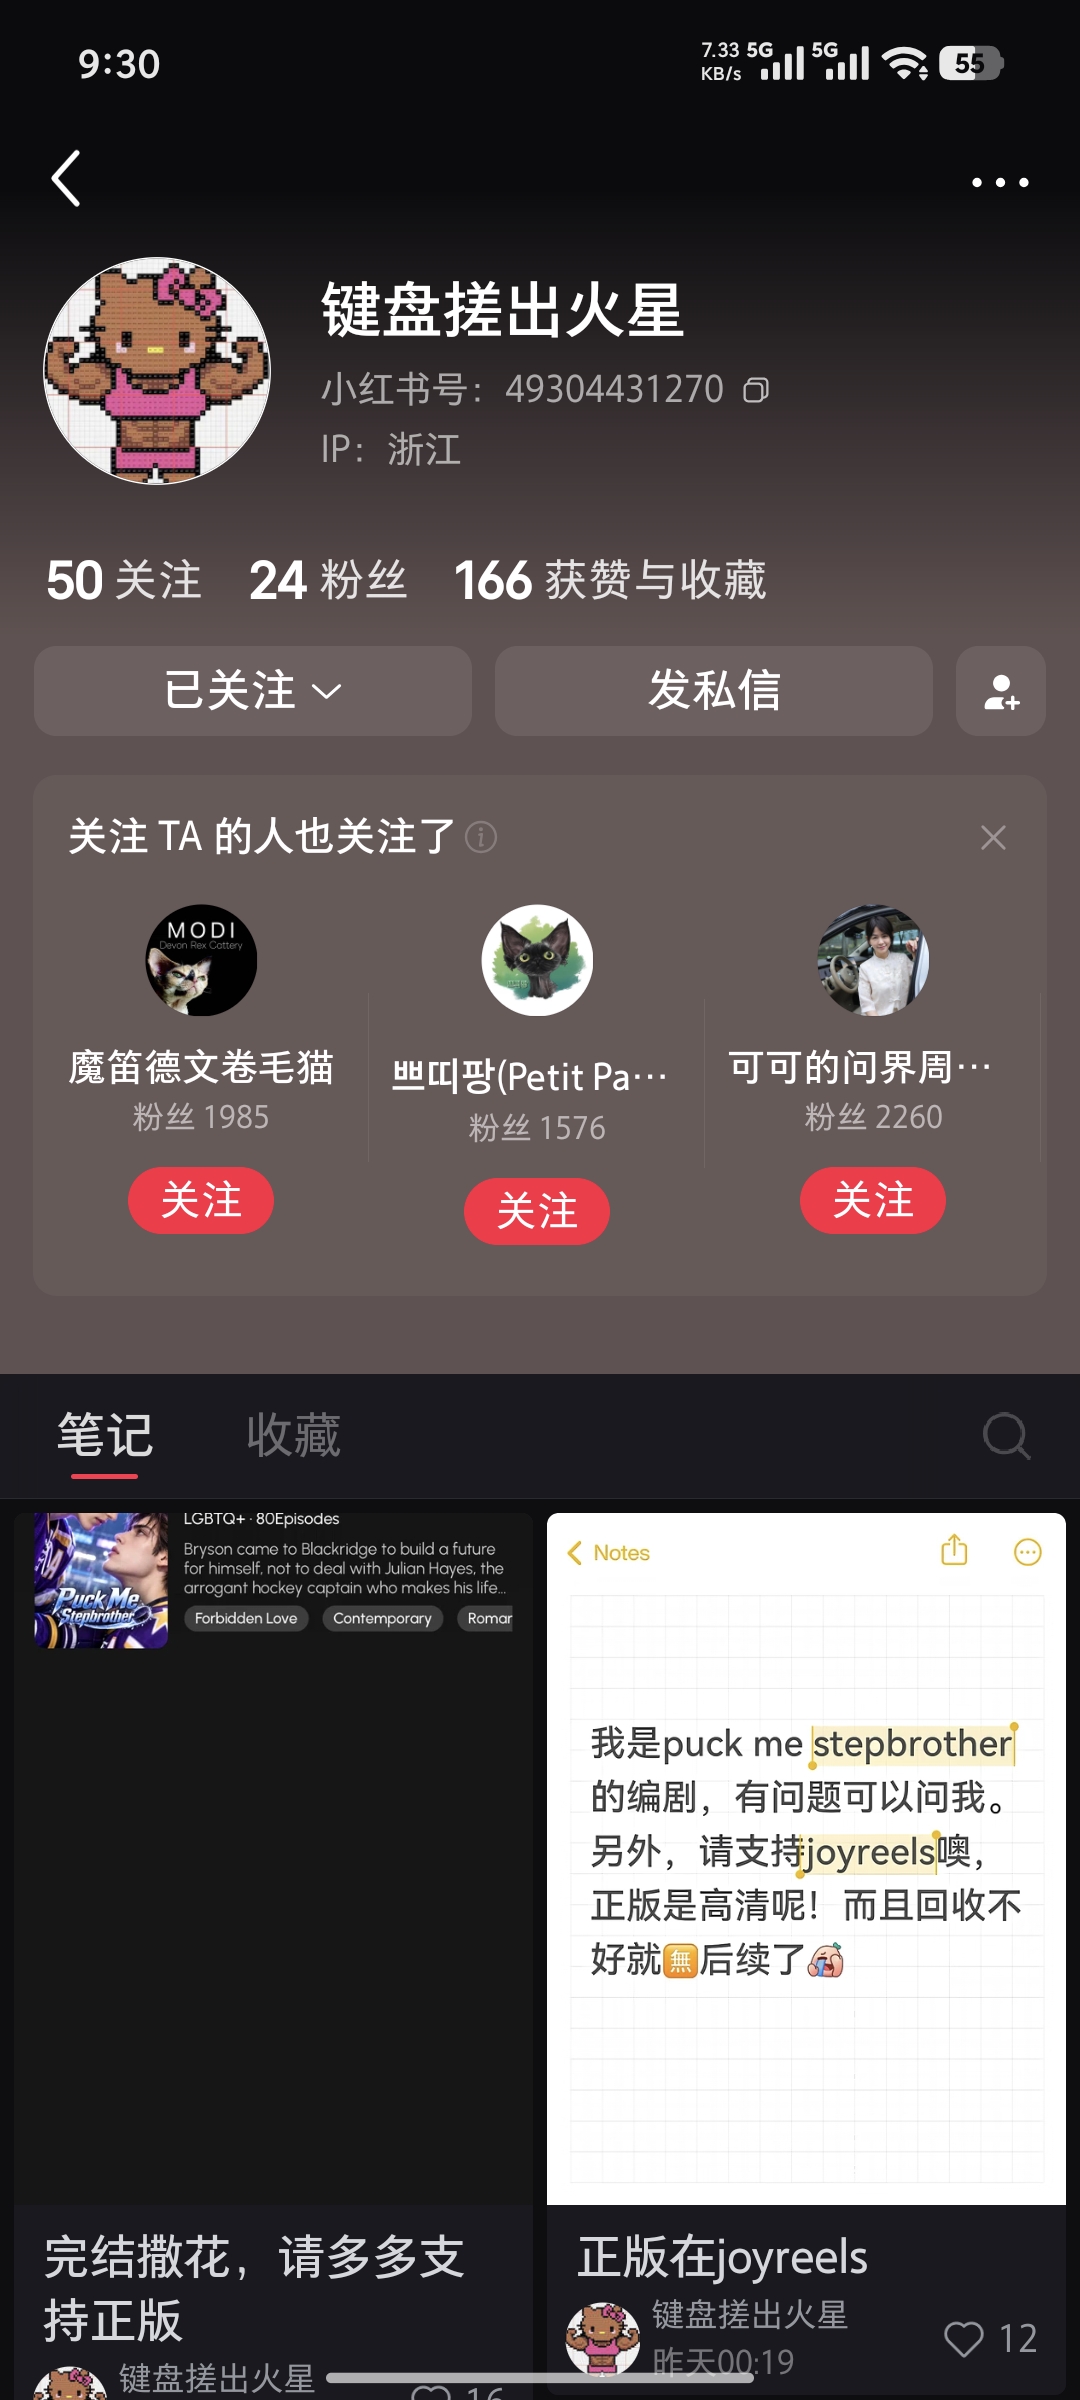 9:30
7.33 KB/s 5G 5G 55
键盘搓出火星
小红书号：49304431270
IP：浙江
50 关注 24 粉丝 166 获赞与收藏
已关注
发私信
关注 TA 的人也关注了
MODI
Devon Rex Cattery
魔笛德文卷毛猫
粉丝 1985
关注
쁘띠팡(Petit Pa…
粉丝 1576
关注
可可的问界周…
粉丝 2260
关注
笔记 收藏
Puck Me
Stepbrother
LGBTQ+ · 80Episodes
Bryson came to Blackridge to build a future
for himself, not to deal with Julian Hayes, the
arrogant hockey captain who makes his life...
Forbidden Love Contemporary Romar
完结撒花，请多多支
持正版
键盘搓出火星
16
Notes
我是puck me stepbrother
的编剧，有问题可以问我。
另外，请支持joyreels噢，
正版是高清呢！而且回收不
好就🈚后续了
正版在joyreels
键盘搓出火星
昨天00:19
12